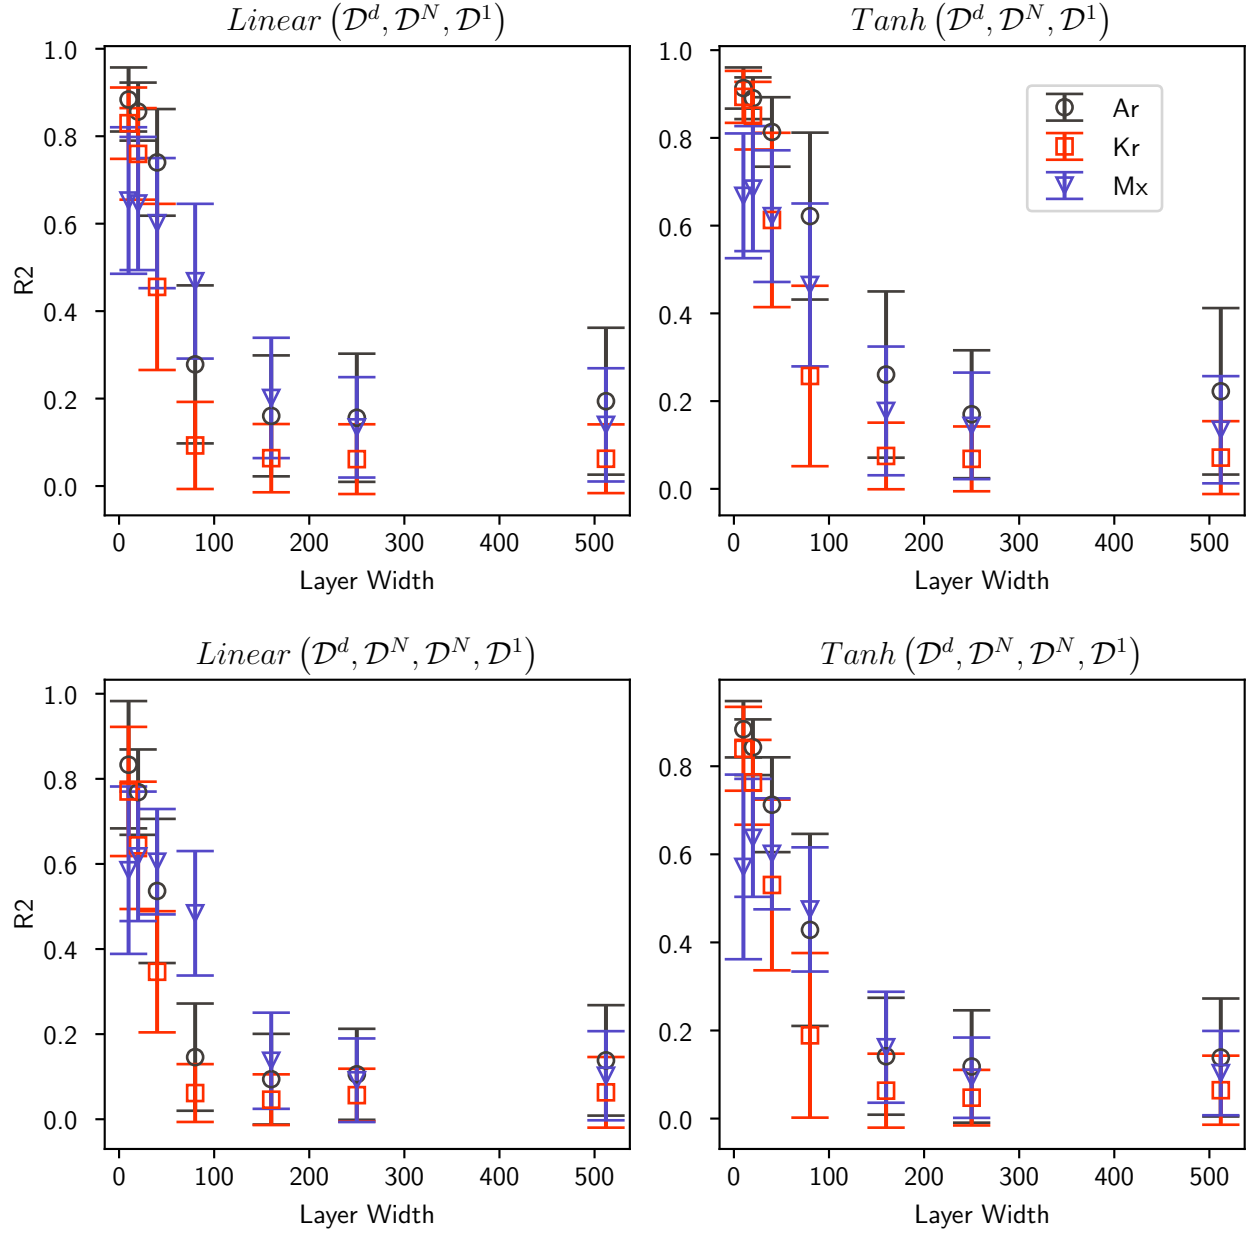 Linear (𝒟^d, 𝒟^N, 𝒟^1)
1.0
0.8
0.6
0.4
0.2
0.0
R2
0 100 200 300 400 500
Layer Width
Tanh (𝒟^d, 𝒟^N, 𝒟^1)
1.0
0.8
0.6
0.4
0.2
0.0
Ar
Kr
Mx
0 100 200 300 400 500
Layer Width
Linear (𝒟^d, 𝒟^N, 𝒟^N, 𝒟^1)
1.0
0.8
0.6
0.4
0.2
0.0
R2
0 100 200 300 400 500
Layer Width
Tanh (𝒟^d, 𝒟^N, 𝒟^N, 𝒟^1)
0.8
0.6
0.4
0.2
0.0
0 100 200 300 400 500
Layer Width